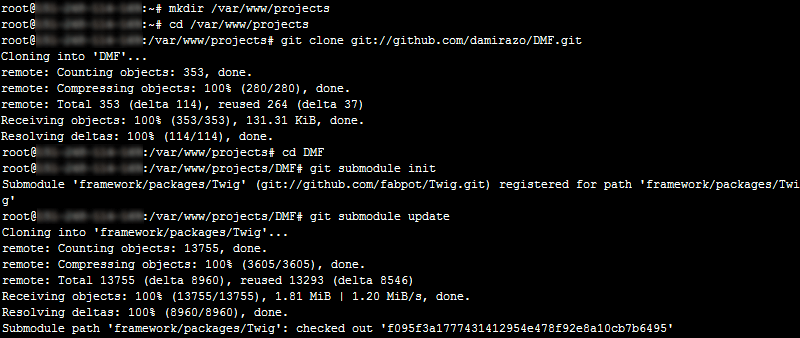 root@ :~# mkdir /var/www/projects
root@ :~# cd /var/www/projects
root@ :/var/www/projects# git clone git://github.com/damirazo/DMF.git
Cloning into 'DMF'...
remote: Counting objects: 353, done.
remote: Compressing objects: 100% (280/280), done.
remote: Total 353 (delta 114), reused 264 (delta 37)
Receiving objects: 100% (353/353), 131.31 KiB, done.
Resolving deltas: 100% (114/114), done.
root@ :/var/www/projects# cd DMF
root@ :/var/www/projects/DMF# git submodule init
Submodule 'framework/packages/Twig' (git://github.com/fabpot/Twig.git) registered for path 'framework/packages/Twi
g'
root@ :/var/www/projects/DMF# git submodule update
Cloning into 'framework/packages/Twig'...
remote: Counting objects: 13755, done.
remote: Compressing objects: 100% (3605/3605), done.
remote: Total 13755 (delta 8960), reused 13293 (delta 8546)
Receiving objects: 100% (13755/13755), 1.81 MiB | 1.20 MiB/s, done.
Resolving deltas: 100% (8960/8960), done.
Submodule path 'framework/packages/Twig': checked out 'f095f3a1777431412954e478f92e8a10cb7b6495'